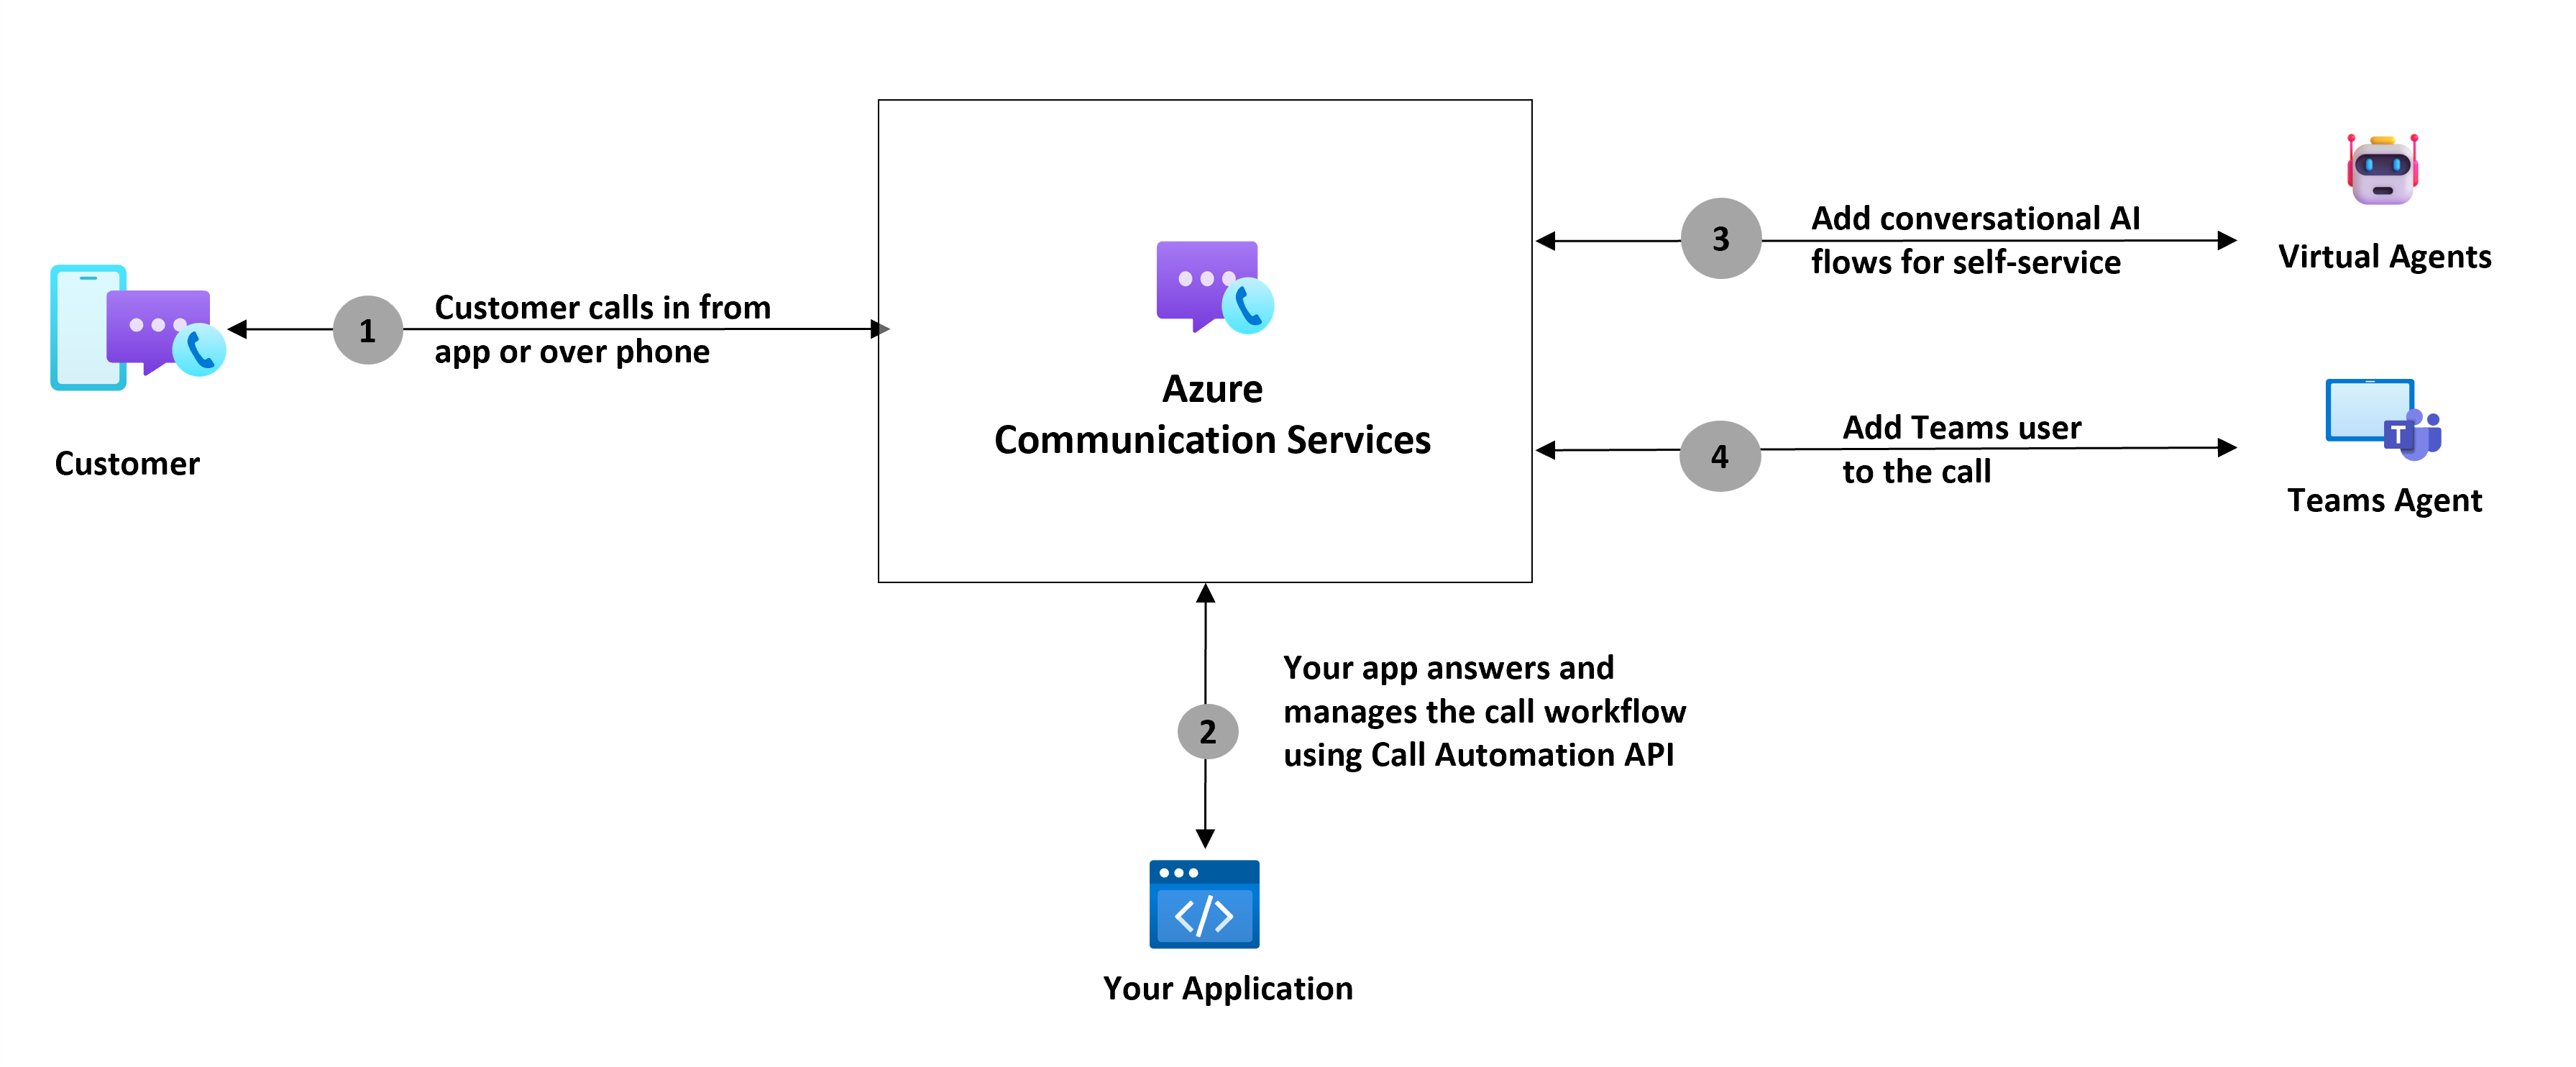 1
Customer calls in from
app or over phone
Customer
Azure
Communication Services
3
Add conversational AI
flows for self-service
Virtual Agents
4
Add Teams user
to the call
T
Teams Agent
2
Your app answers and
manages the call workflow
using Call Automation API
</>
Your Application